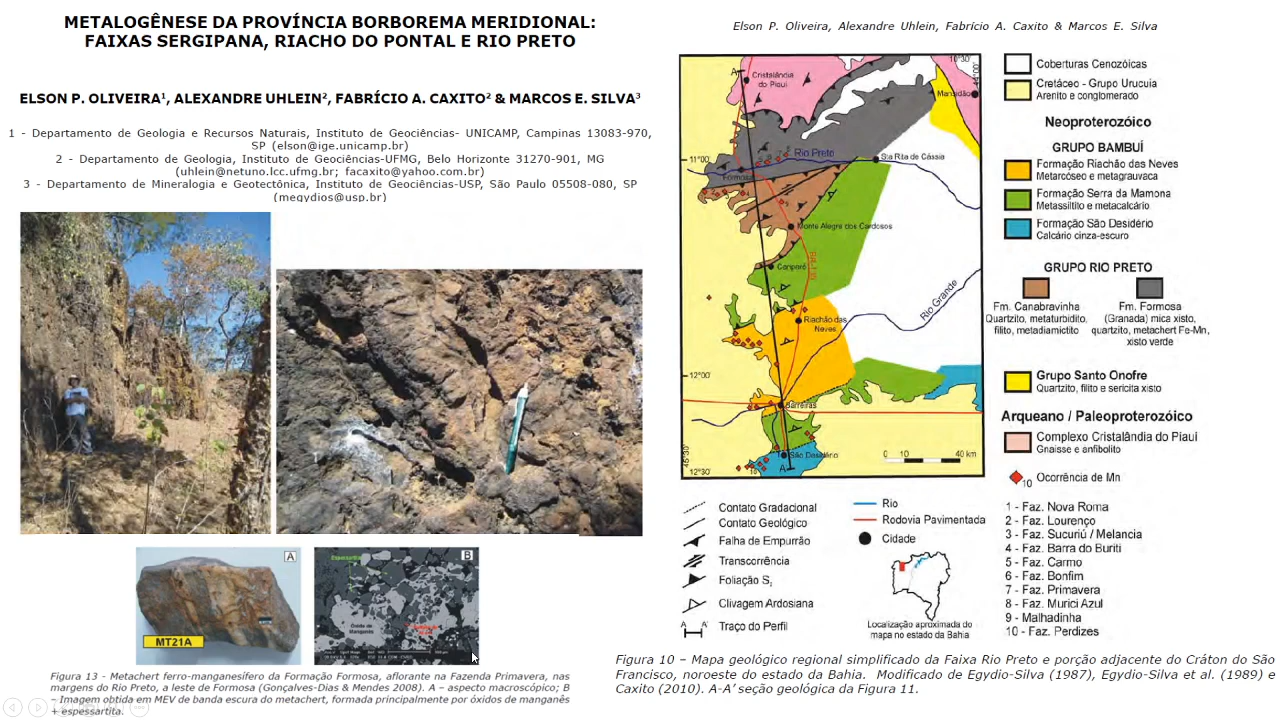 METALOGÊNESE DA PROVÍNCIA BORBOREMA MERIDIONAL:
FAIXAS SERGIPANA, RIACHO DO PONTAL E RIO PRETO
ELSON P. OLIVEIRA¹, ALEXANDRE UHLEIN², FABRÍCIO A. CAXITO² & MARCOS E. SILVA³
1 - Departamento de Geologia e Recursos Naturais, Instituto de Geociências- UNICAMP, Campinas 13083-970,
SP (elson@ige.unicamp.br)
2 - Departamento de Geologia, Instituto de Geociências-UFMG, Belo Horizonte 31270-901, MG
(uhlein@netuno.lcc.ufmg.br; facaxito@yahoo.com.br)
3 - Departamento de Mineralogia e Geotectônica, Instituto de Geociências-USP, São Paulo 05508-080, SP
(megydios@usp.br)
A
MT21A
B
Espessartita
Óxido de
Manganês
Figura 13 - Metachert ferro-manganesífero da Formação Formosa, aflorante na Fazenda Primavera, nas
margens do Rio Preto, a leste de Formosa (Gonçalves-Dias & Mendes 2008). A – aspecto macroscópico; B
– Imagem obtida em MEV de banda escura do metachert, formada principalmente por óxidos de manganês
+ espessartita.
Elson P. Oliveira, Alexandre Uhlein, Fabrício A. Caxito & Marcos E. Silva
10°30'
A
Cristalândia
do Piauí
Mansidão
11°00'
Rio Preto
Sta Rita de Cássia
Formosa
Monte Alegre dos Cardosos
Cariparé
Rio Grande
Riachão das
Neves
12°00'
Barreiras
São Desidério
A'
12°30'
0 10 20 40 km
Coberturas Cenozóicas
Cretáceo - Grupo Urucuia
Arenito e conglomerado
Neoproterozóico
GRUPO BAMBUÍ
Formação Riachão das Neves
Metarcóseo e metagrauvaca
Formação Serra da Mamona
Metassiltito e metacalcário
Formação São Desidério
Calcário cinza-escuro
GRUPO RIO PRETO
Fm. Canabravinha
Quartzito, metaturbidito,
filito, metadiamictito
Fm. Formosa
(Granada) mica xisto,
quartzito, metachert Fe-Mn,
xisto verde
Grupo Santo Onofre
Quartzito, filito e sericita xisto
Arqueano / Paleoproterozóico
Complexo Cristalândia do Piauí
Gnaisse e anfibolito
10 Ocorrência de Mn
1 - Faz. Nova Roma
2 - Faz. Lourenço
3 - Faz. Sucuriú / Melancia
4 - Faz. Barra do Buriti
5 - Faz. Carmo
6 - Faz. Bonfim
7 - Faz. Primavera
8 - Faz. Murici Azul
9 - Malhadinha
10 - Faz. Perdizes
Contato Gradacional
Contato Geológico
Falha de Empurrão
Transcorrência
Foliação S₁
Clivagem Ardosiana
A A' Traço do Perfil
Rio
Rodovia Pavimentada
Cidade
Localização aproximada do
mapa no estado da Bahia
Figura 10 – Mapa geológico regional simplificado da Faixa Rio Preto e porção adjacente do Cráton do São
Francisco, noroeste do estado da Bahia. Modificado de Egydio-Silva (1987), Egydio-Silva et al. (1989) e
Caxito (2010). A-A' seção geológica da Figura 11.